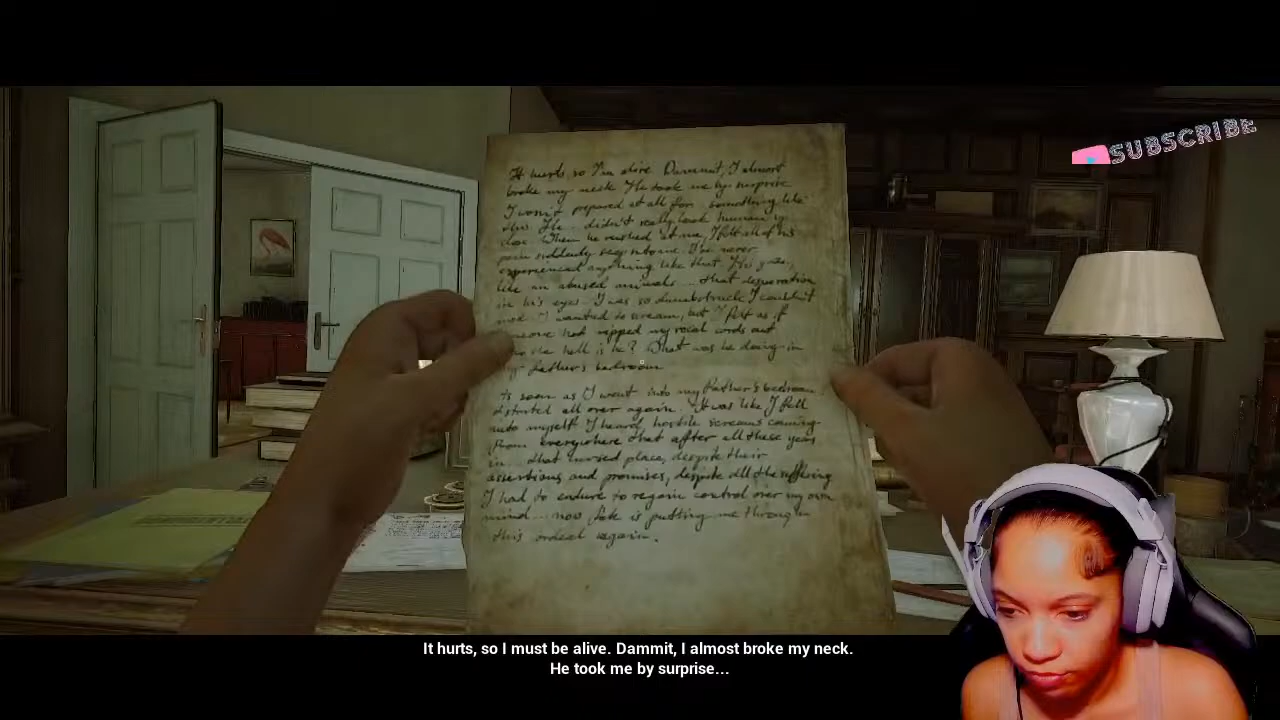 SUBSCRIBE
It hurts, so I'm alive. Dammit, I almost
broke my neck. He took me by surprise
I wasn't prepared at all for something like
this. He... didn't really look human up
close. When he rushed at me, I felt all of his
pain suddenly seep into me. I've never
experienced anything like that. His gaze,
like an abused animal's... that desperation
in his eyes. I was so dumbstruck I couldn't
move. I wanted to scream, but I felt as if
someone had ripped my vocal cords out
Who the hell is he? What was he doing in
my father's bedroom
As soon as I went into my father's bedroom
it started all over again. It was like I fell
into myself. I heard hostile screams coming
from everywhere that after all these years
in... that cursed place, despite their
assertions and promises, despite all the suffering
I had to endure to regain control over my own
mind... now fate is putting me through
this ordeal again.
It hurts, so I must be alive. Dammit, I almost broke my neck.
He took me by surprise...